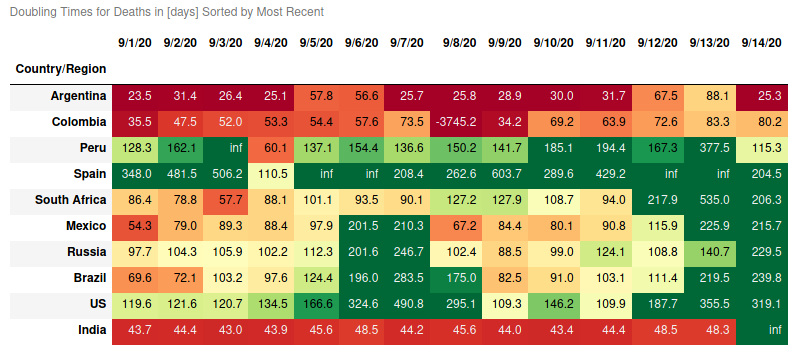 Doubling Times for Deaths in [days] Sorted by Most Recent
9/1/20 9/2/20 9/3/20 9/4/20 9/5/20 9/6/20 9/7/20 9/8/20 9/9/20 9/10/20 9/11/20 9/12/20 9/13/20 9/14/20
Country/Region
Argentina 23.5 31.4 26.4 25.1 57.8 56.6 25.7 25.8 28.9 30.0 31.7 67.5 88.1 25.3
Colombia 35.5 47.5 52.0 53.3 54.4 57.6 73.5 -3745.2 34.2 69.2 63.9 72.6 83.3 80.2
Peru 128.3 162.1 inf 60.1 137.1 154.4 136.6 150.2 141.7 185.1 194.4 167.3 377.5 115.3
Spain 348.0 481.5 506.2 110.5 inf inf 208.4 262.6 603.7 289.6 429.2 inf inf 204.5
South Africa 86.4 78.8 57.7 88.1 101.1 93.5 90.1 127.2 127.9 108.7 94.0 217.9 535.0 206.3
Mexico 54.3 79.0 89.3 88.4 97.9 201.5 210.3 67.2 84.4 80.1 90.8 115.9 225.9 215.7
Russia 97.7 104.3 105.9 102.2 112.3 201.6 246.7 102.4 88.5 99.0 124.1 108.8 140.7 229.5
Brazil 69.6 72.1 103.2 97.6 124.4 196.0 283.5 175.0 82.5 91.0 103.1 111.4 219.5 239.8
US 119.6 121.6 120.7 134.5 166.6 324.6 490.8 295.1 109.3 146.2 109.9 187.7 355.5 319.1
India 43.7 44.4 43.0 43.9 45.6 48.5 44.2 45.6 44.0 43.4 44.4 48.5 48.3 inf